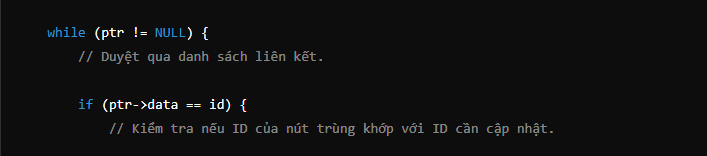 while (ptr != NULL) {
// Duyệt qua danh sách liên kết.
if (ptr->data == id) {
// Kiểm tra nếu ID của nút trùng khớp với ID cần cập nhật.